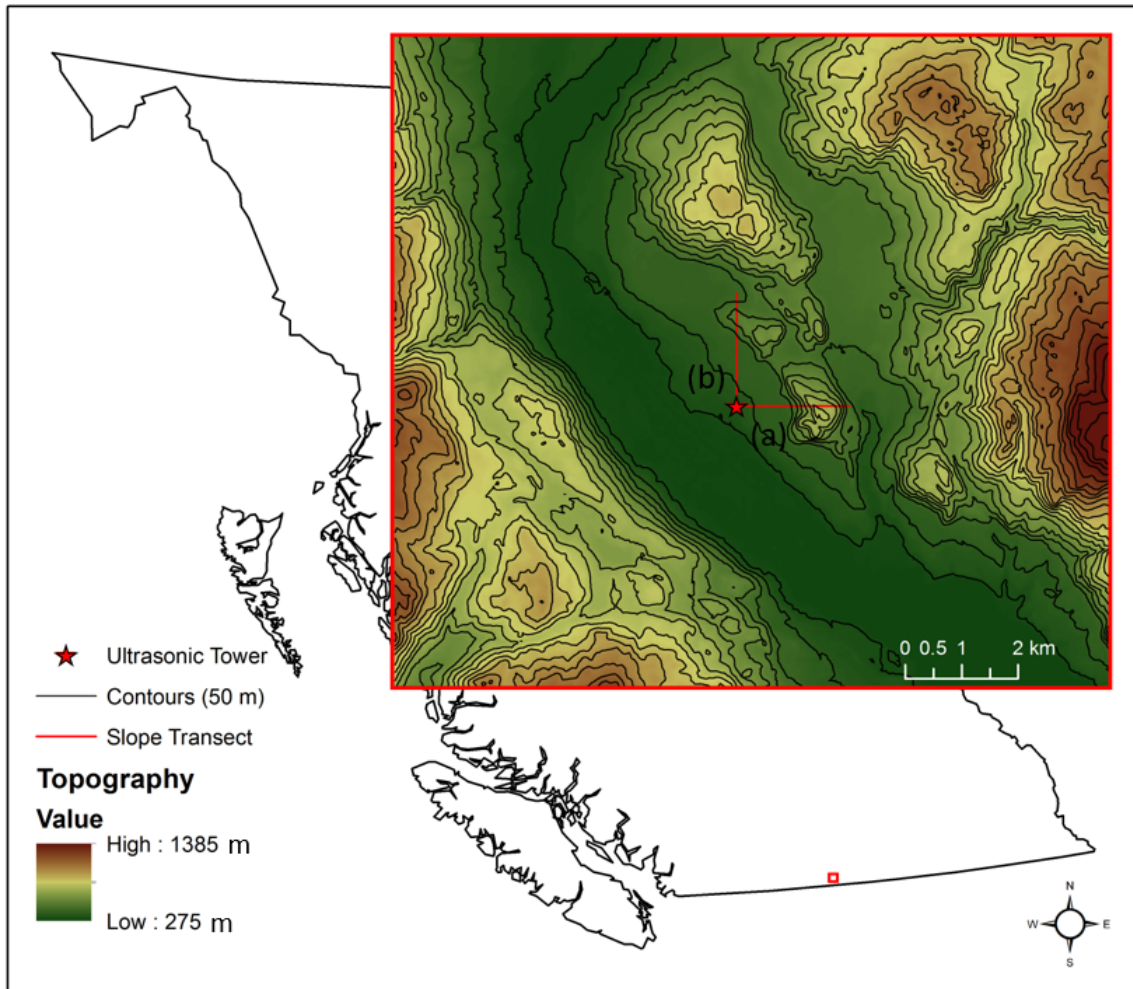 (b)
(a)
0 0.5 1 2 km
Ultrasonic Tower
Contours (50 m)
Slope Transect
Topography
Value
High : 1385 m
Low : 275 m
N
W E
S